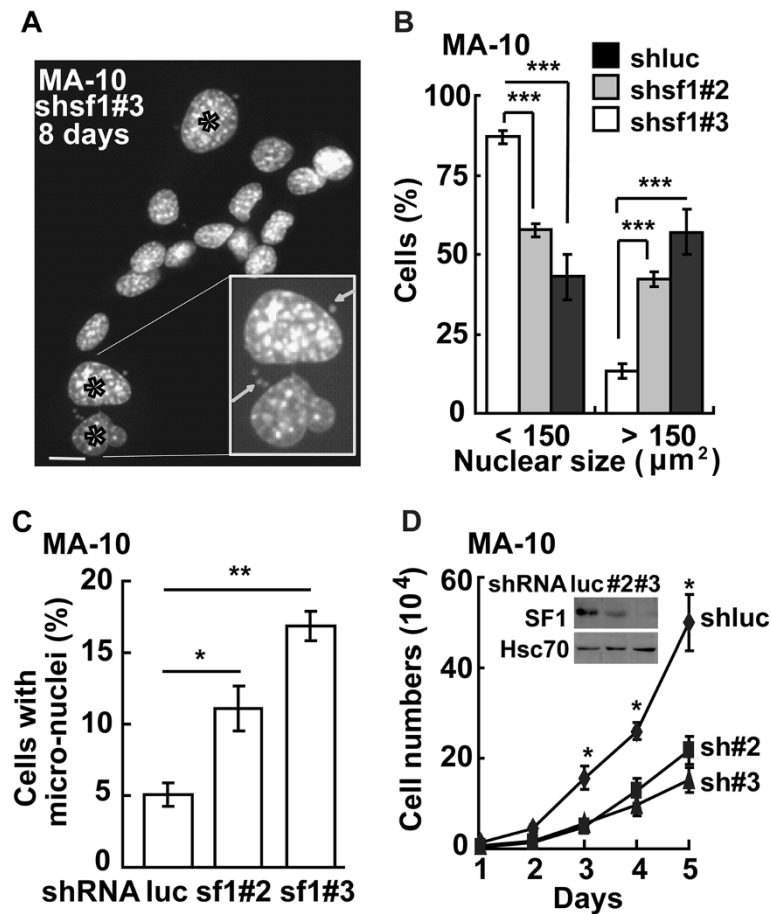 A
MA-10
shsf1#3
8 days
*
*
*
B
MA-10
shluc
shsf1#2
shsf1#3
***
***
***
***
100
75
50
25
0
Cells (%)
< 150
> 150
Nuclear size (µm²)
C
MA-10
**
*
20
15
10
5
0
Cells with
micro-nuclei (%)
shRNA luc sf1#2 sf1#3
D
MA-10
shRNA luc #2#3
SF1
Hsc70
*
*
*
shluc
sh#2
sh#3
60
40
20
0
Cell numbers (10⁴)
1 2 3 4 5
Days